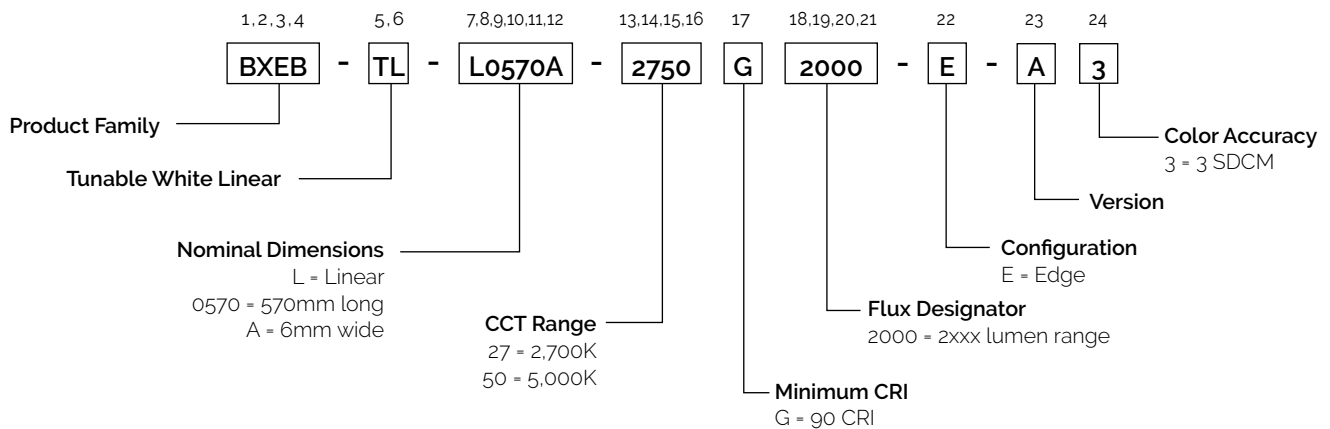 1,2,3,4 5,6 7,8,9,10,11,12 13,14,15,16 17 18,19,20,21 22 23 24
BXEB - TL - L0570A - 2750 G 2000 - E - A 3
Product Family
Color Accuracy
3 = 3 SDCM
Tunable White Linear
Version
Nominal Dimensions
L = Linear
0570 = 570mm long
A = 6mm wide
Configuration
E = Edge
CCT Range
27 = 2,700K
50 = 5,000K
Flux Designator
2000 = 2xxx lumen range
Minimum CRI
G = 90 CRI